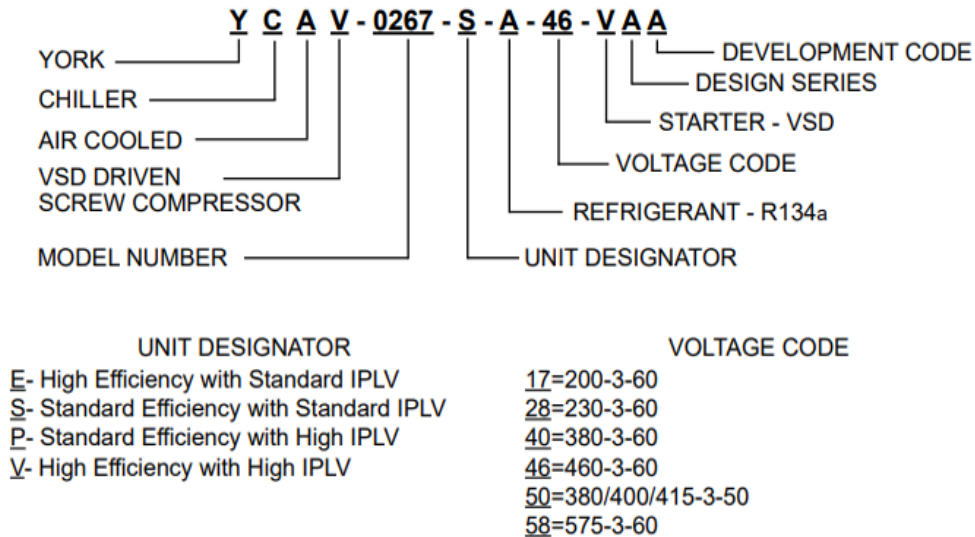 Y C A V - 0267 - S - A - 46 - V A A
YORK
CHILLER
AIR COOLED
VSD DRIVEN
SCREW COMPRESSOR
MODEL NUMBER
DEVELOPMENT CODE
DESIGN SERIES
STARTER - VSD
VOLTAGE CODE
REFRIGERANT - R134a
UNIT DESIGNATOR
UNIT DESIGNATOR
E- High Efficiency with Standard IPLV
S- Standard Efficiency with Standard IPLV
P- Standard Efficiency with High IPLV
V- High Efficiency with High IPLV
VOLTAGE CODE
17=200-3-60
28=230-3-60
40=380-3-60
46=460-3-60
50=380/400/415-3-50
58=575-3-60